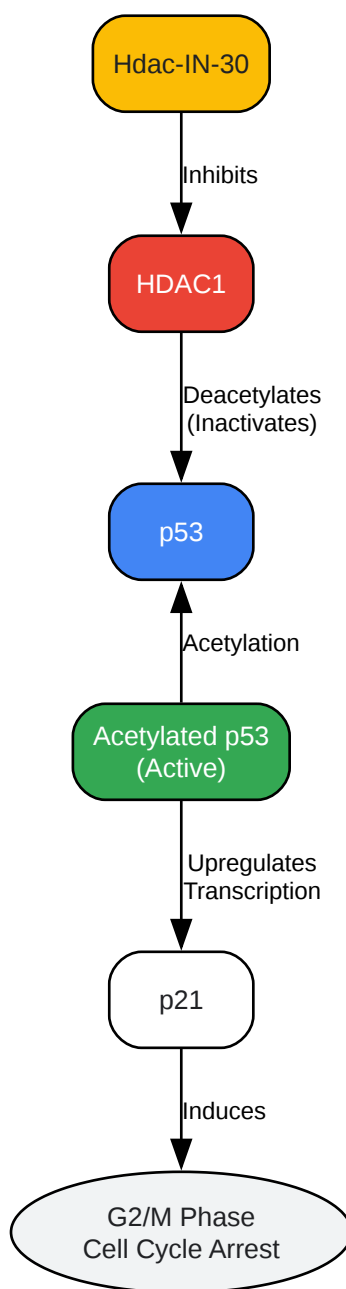 Hdac-IN-30
Inhibits
HDAC1
Deacetylates
(Inactivates)
p53
Acetylation
Acetylated p53
(Active)
Upregulates
Transcription
p21
Induces
G2/M Phase
Cell Cycle Arrest